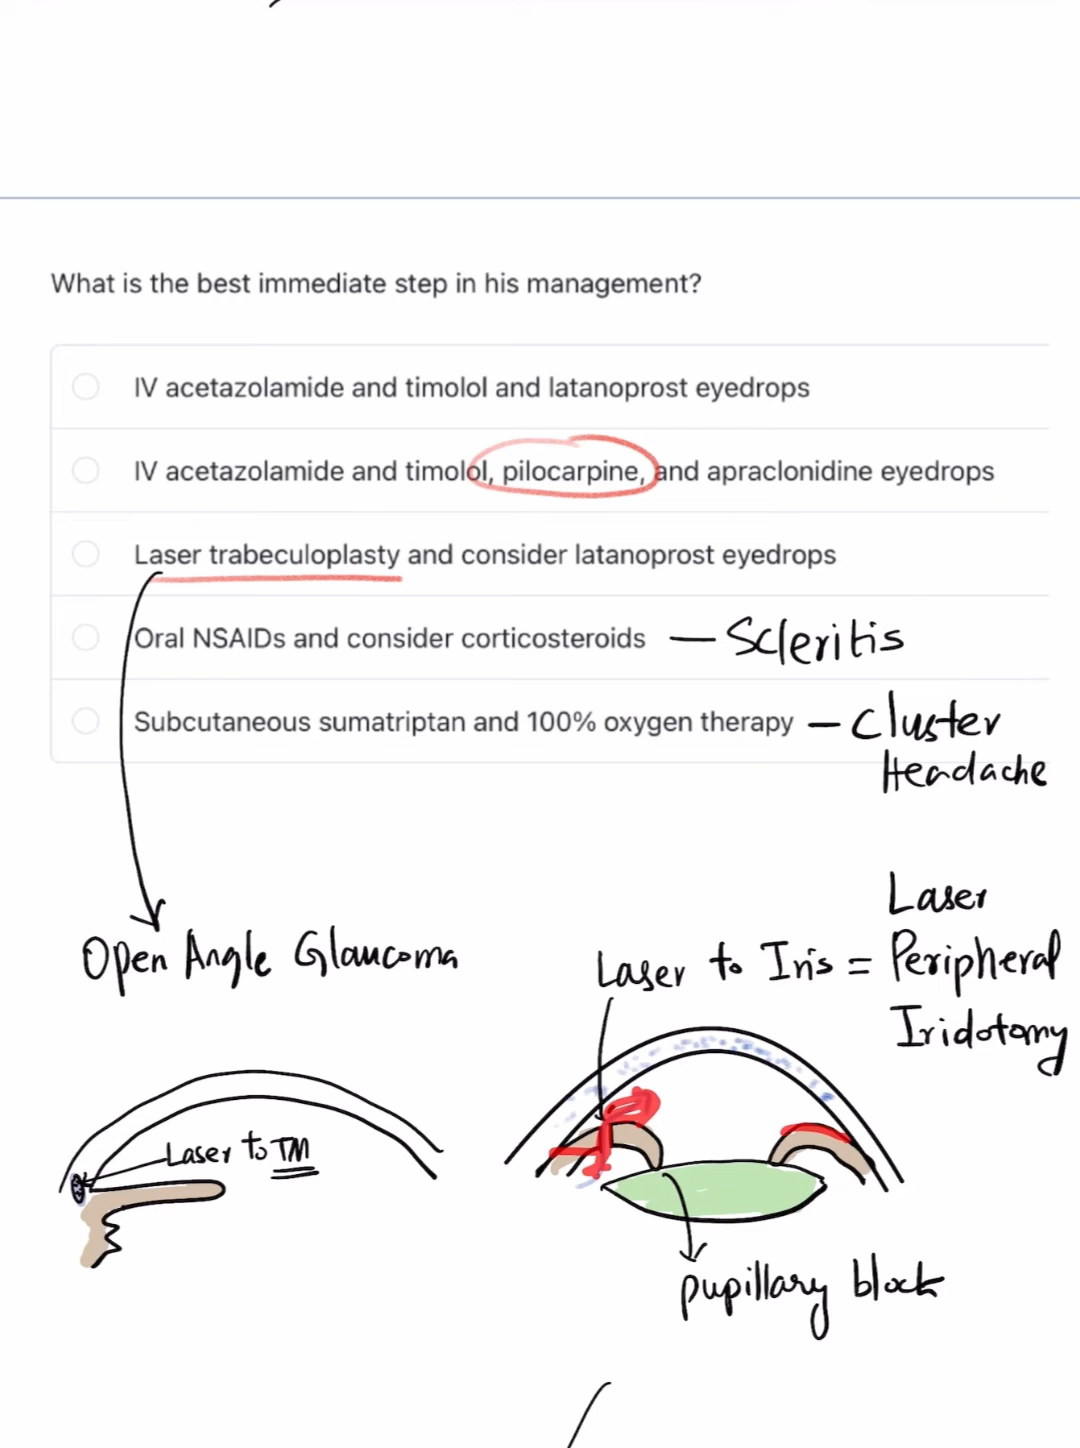 What is the best immediate step in his management?
IV acetazolamide and timolol and latanoprost eyedrops
IV acetazolamide and timolol, pilocarpine, and apraclonidine eyedrops
Laser trabeculoplasty and consider latanoprost eyedrops
Oral NSAIDs and consider corticosteroids — Scleritis
Subcutaneous sumatriptan and 100% oxygen therapy — Cluster
Headache
Open Angle Glaucoma
Laser
Laser to Iris = Peripheral
Iridotomy
Laser to TM
pupillary block